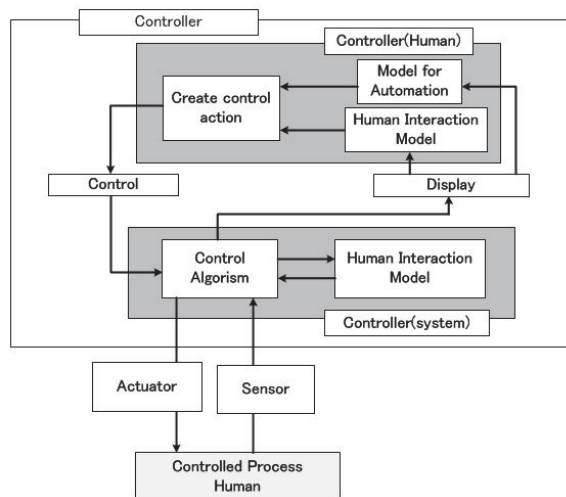 Controller
Controller(Human)
Model for
Automation
Create control
action
Human Interaction
Model
Control
Display
Control
Algorism
Human Interaction
Model
Controller(system)
Actuator
Sensor
Controlled Process
Human